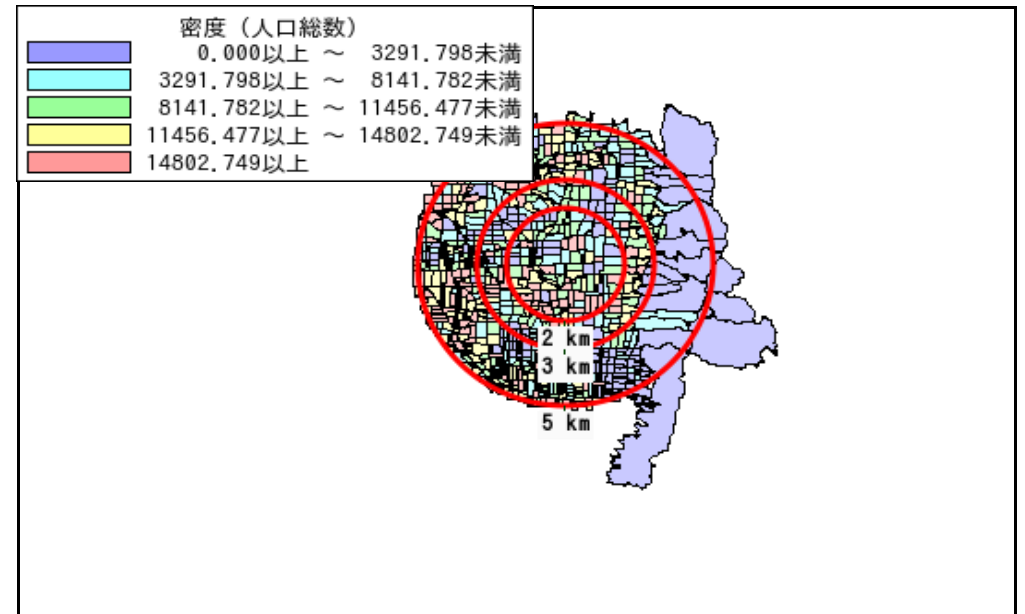 密度（人口総数）
0.000以上 ～ 3291.798未満
3291.798以上 ～ 8141.782未満
8141.782以上 ～ 11456.477未満
11456.477以上 ～ 14802.749未満
14802.749以上
2 km
3 km
5 km